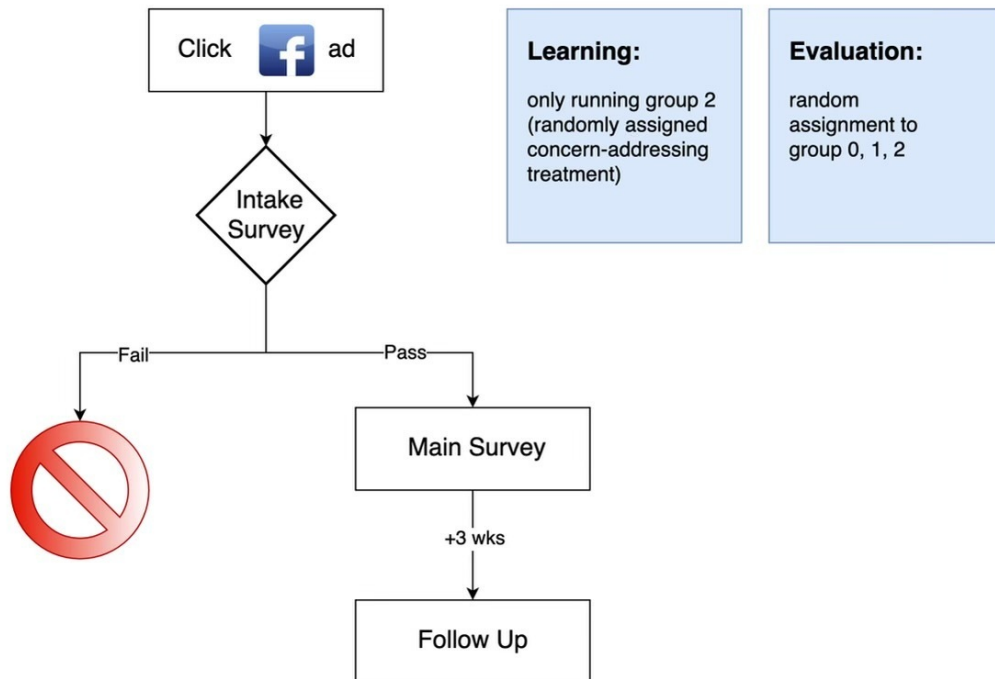 Click f ad
Intake
Survey
Fail
Pass
Main Survey
+3 wks
Follow Up
Learning:
only running group 2
(randomly assigned
concern-addressing
treatment)
Evaluation:
random
assignment to
group 0, 1, 2